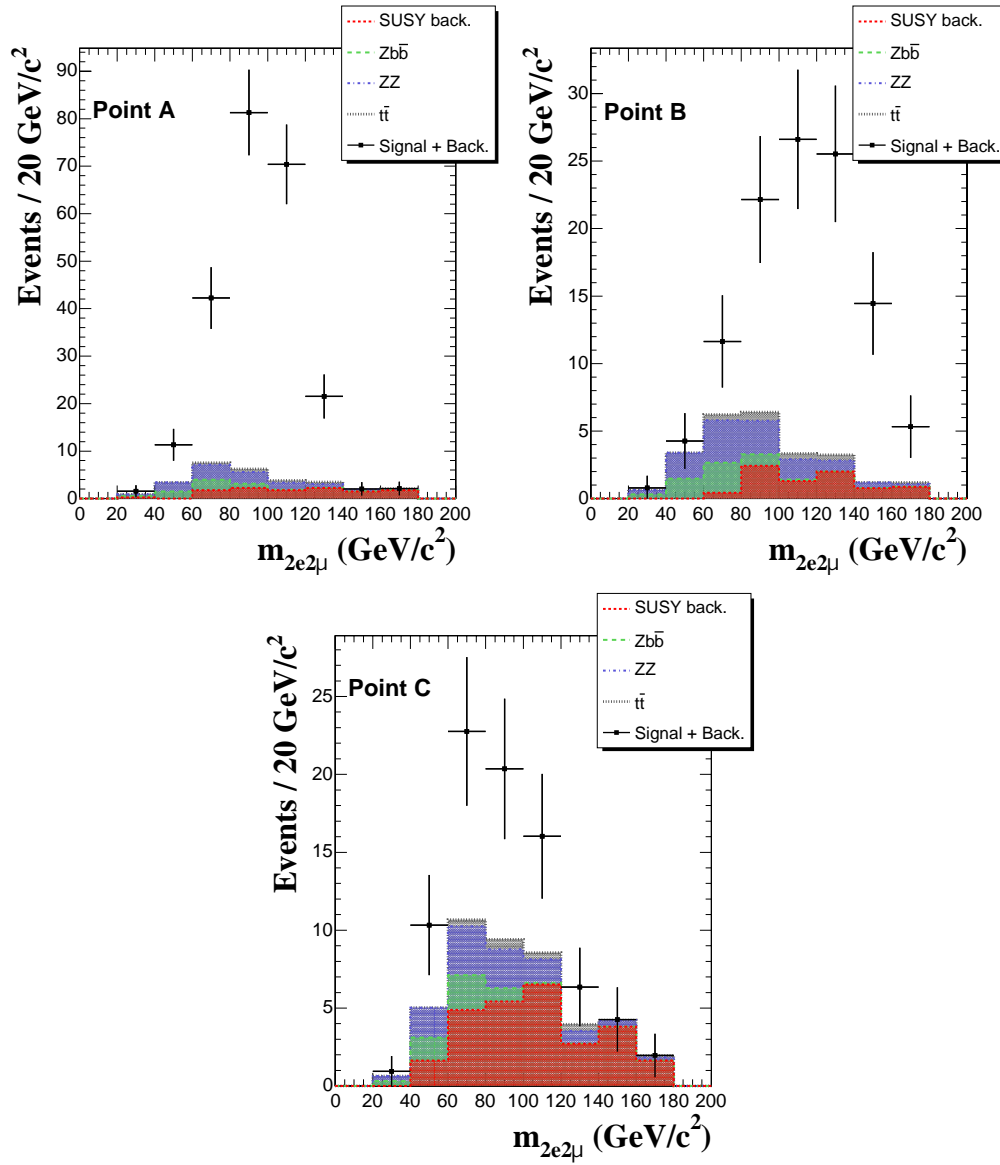 Events / 20 GeV/c²
90
80
70
60
50
40
30
20
10
0
Point A
SUSY back.
Zbb̄
ZZ
tt̄
Signal + Back.
0 20 40 60 80 100 120 140 160 180 200
m2e2μ (GeV/c²)
Events / 20 GeV/c²
30
25
20
15
10
5
0
Point B
SUSY back.
Zbb̄
ZZ
tt̄
Signal + Back.
0 20 40 60 80 100 120 140 160 180 200
m2e2μ (GeV/c²)
Events / 20 GeV/c²
25
20
15
10
5
0
Point C
SUSY back.
Zbb̄
ZZ
tt̄
Signal + Back.
0 20 40 60 80 100 120 140 160 180 200
m2e2μ (GeV/c²)